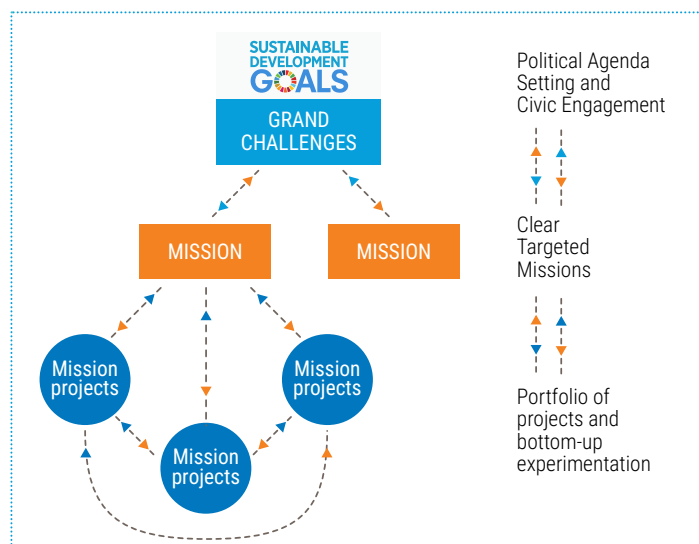 SUSTAINABLE
DEVELOPMENT
GOALS
GRAND
CHALLENGES
MISSION
MISSION
Mission
projects
Mission
projects
Mission
projects
Political Agenda
Setting and
Civic Engagement
Clear
Targeted
Missions
Portfolio of
projects and
bottom-up
experimentation